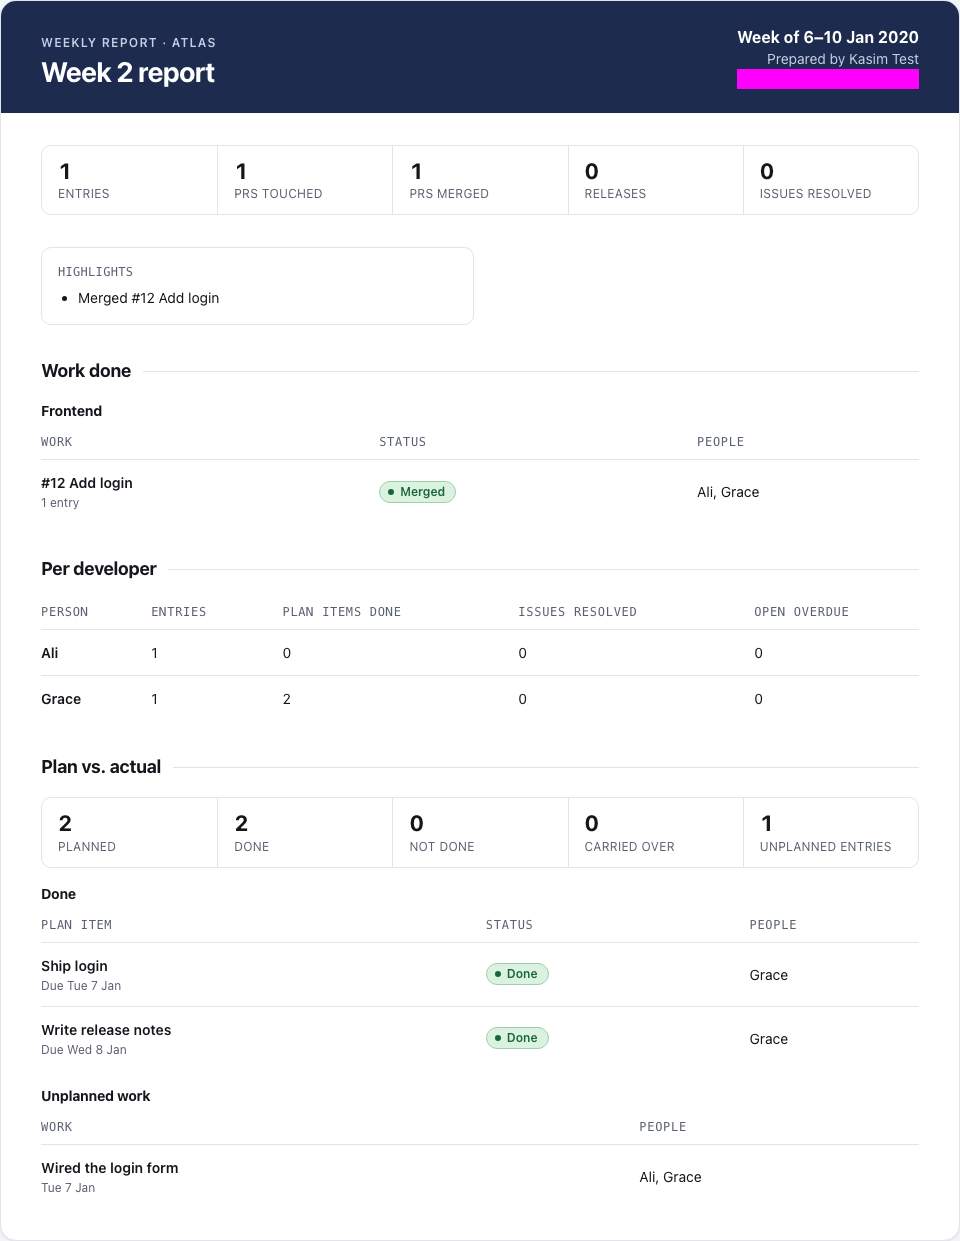 WEEKLY REPORT · ATLAS
Week 2 report
Week of 6–10 Jan 2020
Prepared by Kasim Test
1
ENTRIES
1
PRS TOUCHED
1
PRS MERGED
0
RELEASES
0
ISSUES RESOLVED
HIGHLIGHTS
• Merged #12 Add login
Work done
Frontend
WORK STATUS PEOPLE
#12 Add login
1 entry
Merged
Ali, Grace
Per developer
PERSON ENTRIES PLAN ITEMS DONE ISSUES RESOLVED OPEN OVERDUE
Ali 1 0 0 0
Grace 1 2 0 0
Plan vs. actual
2
PLANNED
2
DONE
0
NOT DONE
0
CARRIED OVER
1
UNPLANNED ENTRIES
Done
PLAN ITEM STATUS PEOPLE
Ship login
Due Tue 7 Jan
Done
Grace
Write release notes
Due Wed 8 Jan
Done
Grace
Unplanned work
WORK PEOPLE
Wired the login form
Tue 7 Jan
Ali, Grace